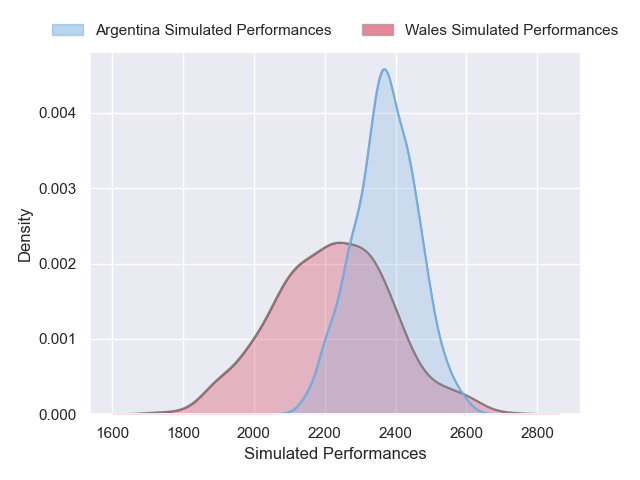 Argentina Simulated Performances Wales Simulated Performances
0.004
0.003
0.002
0.001
0.000
Density
1600 1800 2000 2200 2400 2600 2800
Simulated Performances